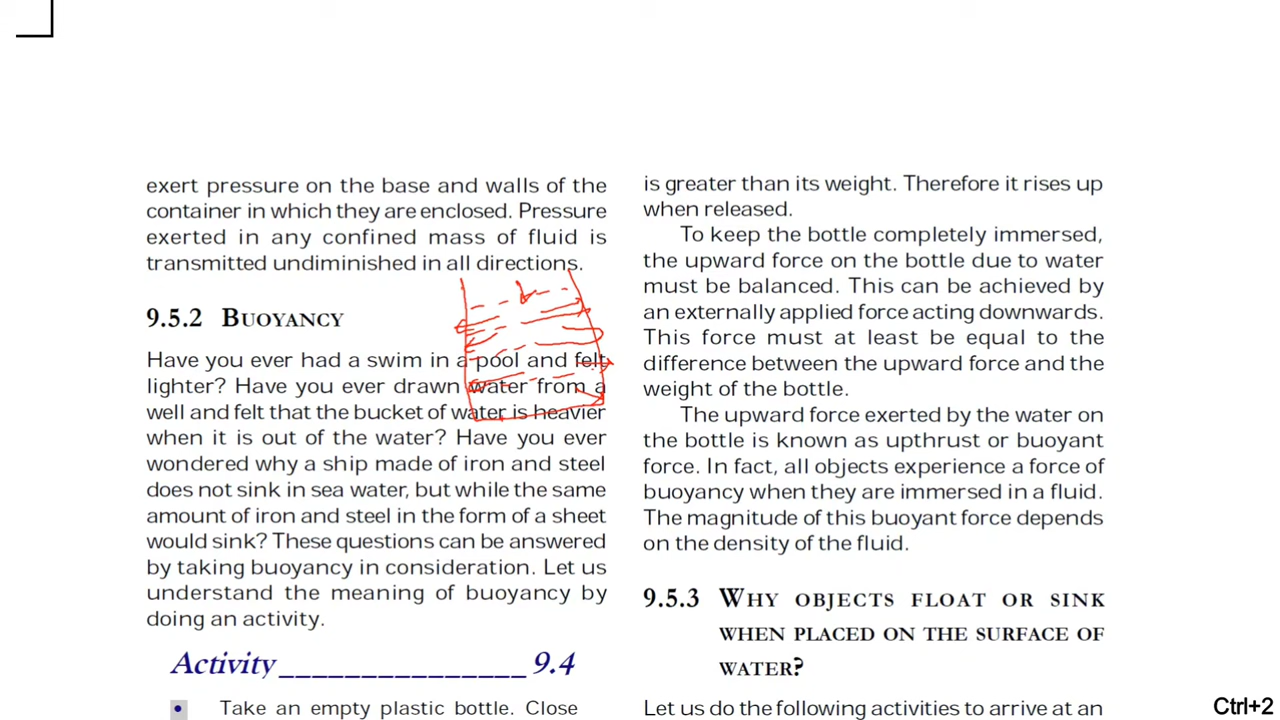 exert pressure on the base and walls of the
container in which they are enclosed. Pressure
exerted in any confined mass of fluid is
transmitted undiminished in all directions.
9.5.2 BUOYANCY
Have you ever had a swim in a pool and felt
lighter? Have you ever drawn water from a
well and felt that the bucket of water is heavier
when it is out of the water? Have you ever
wondered why a ship made of iron and steel
does not sink in sea water, but while the same
amount of iron and steel in the form of a sheet
would sink? These questions can be answered
by taking buoyancy in consideration. Let us
understand the meaning of buoyancy by
doing an activity.
Activity _______________ 9.4
• Take an empty plastic bottle. Close
is greater than its weight. Therefore it rises up
when released.
To keep the bottle completely immersed,
the upward force on the bottle due to water
must be balanced. This can be achieved by
an externally applied force acting downwards.
This force must at least be equal to the
difference between the upward force and the
weight of the bottle.
The upward force exerted by the water on
the bottle is known as upthrust or buoyant
force. In fact, all objects experience a force of
buoyancy when they are immersed in a fluid.
The magnitude of this buoyant force depends
on the density of the fluid.
9.5.3 WHY OBJECTS FLOAT OR SINK
WHEN PLACED ON THE SURFACE OF
WATER?
Let us do the following activities to arrive at an
Ctrl+2